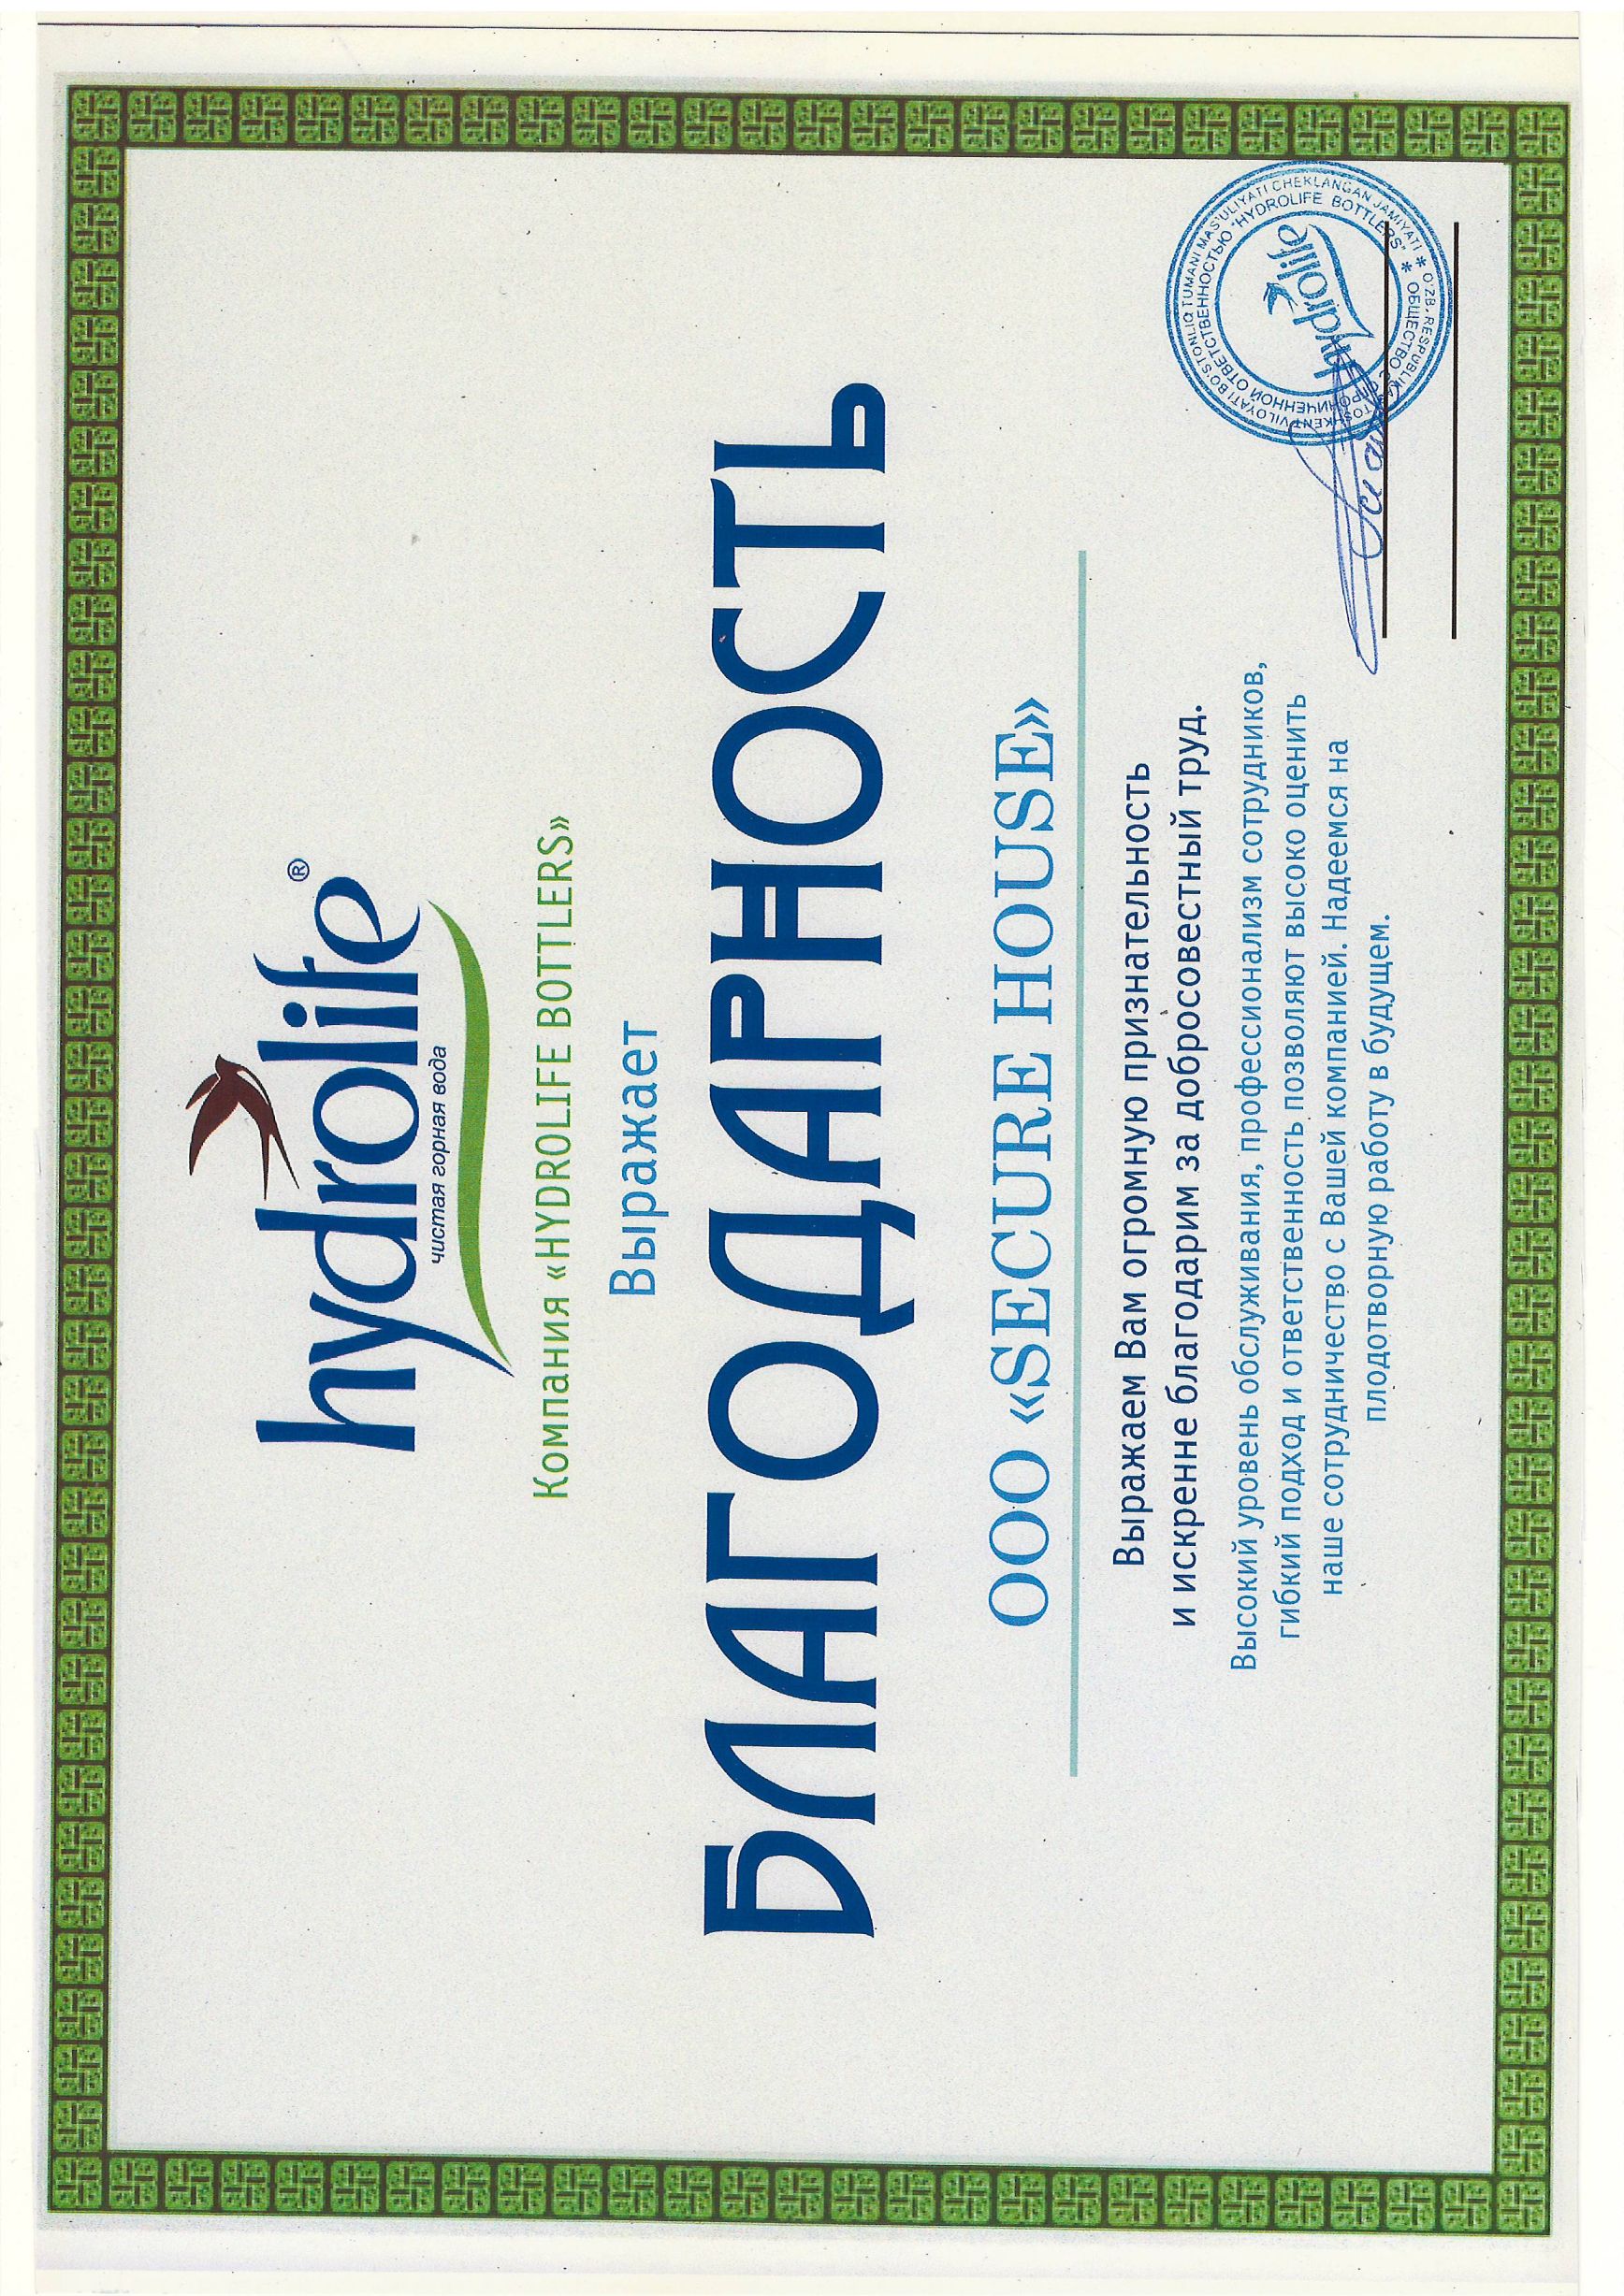 hydrolife®
чистая горная вода
Компания «HYDROLIFE BOTTLERS»
Выражает
БЛАГОДАРНОСТЬ
ООО «SECURE HOUSE»
Выражаем Вам огромную признательность
и искренне благодарим за добросовестный труд.
Высокий уровень обслуживания, профессионализм сотрудников,
гибкий подход и ответственность позволяют высоко оценить
наше сотрудничество с Вашей компанией. Надеемся на
плодотворную работу в будущем.
O'ZB. RESPUBLIKASI TOSHKENT VILOYATI BO'STONLIQ TUMANI MAS'ULIYATI CHEKLANGAN JAMIYATI *
ОБЩЕСТВО С ОГРАНИЧЕННОЙ ОТВЕТСТВЕННОСТЬЮ "HYDROLIFE BOTTLERS" *
hydrolife